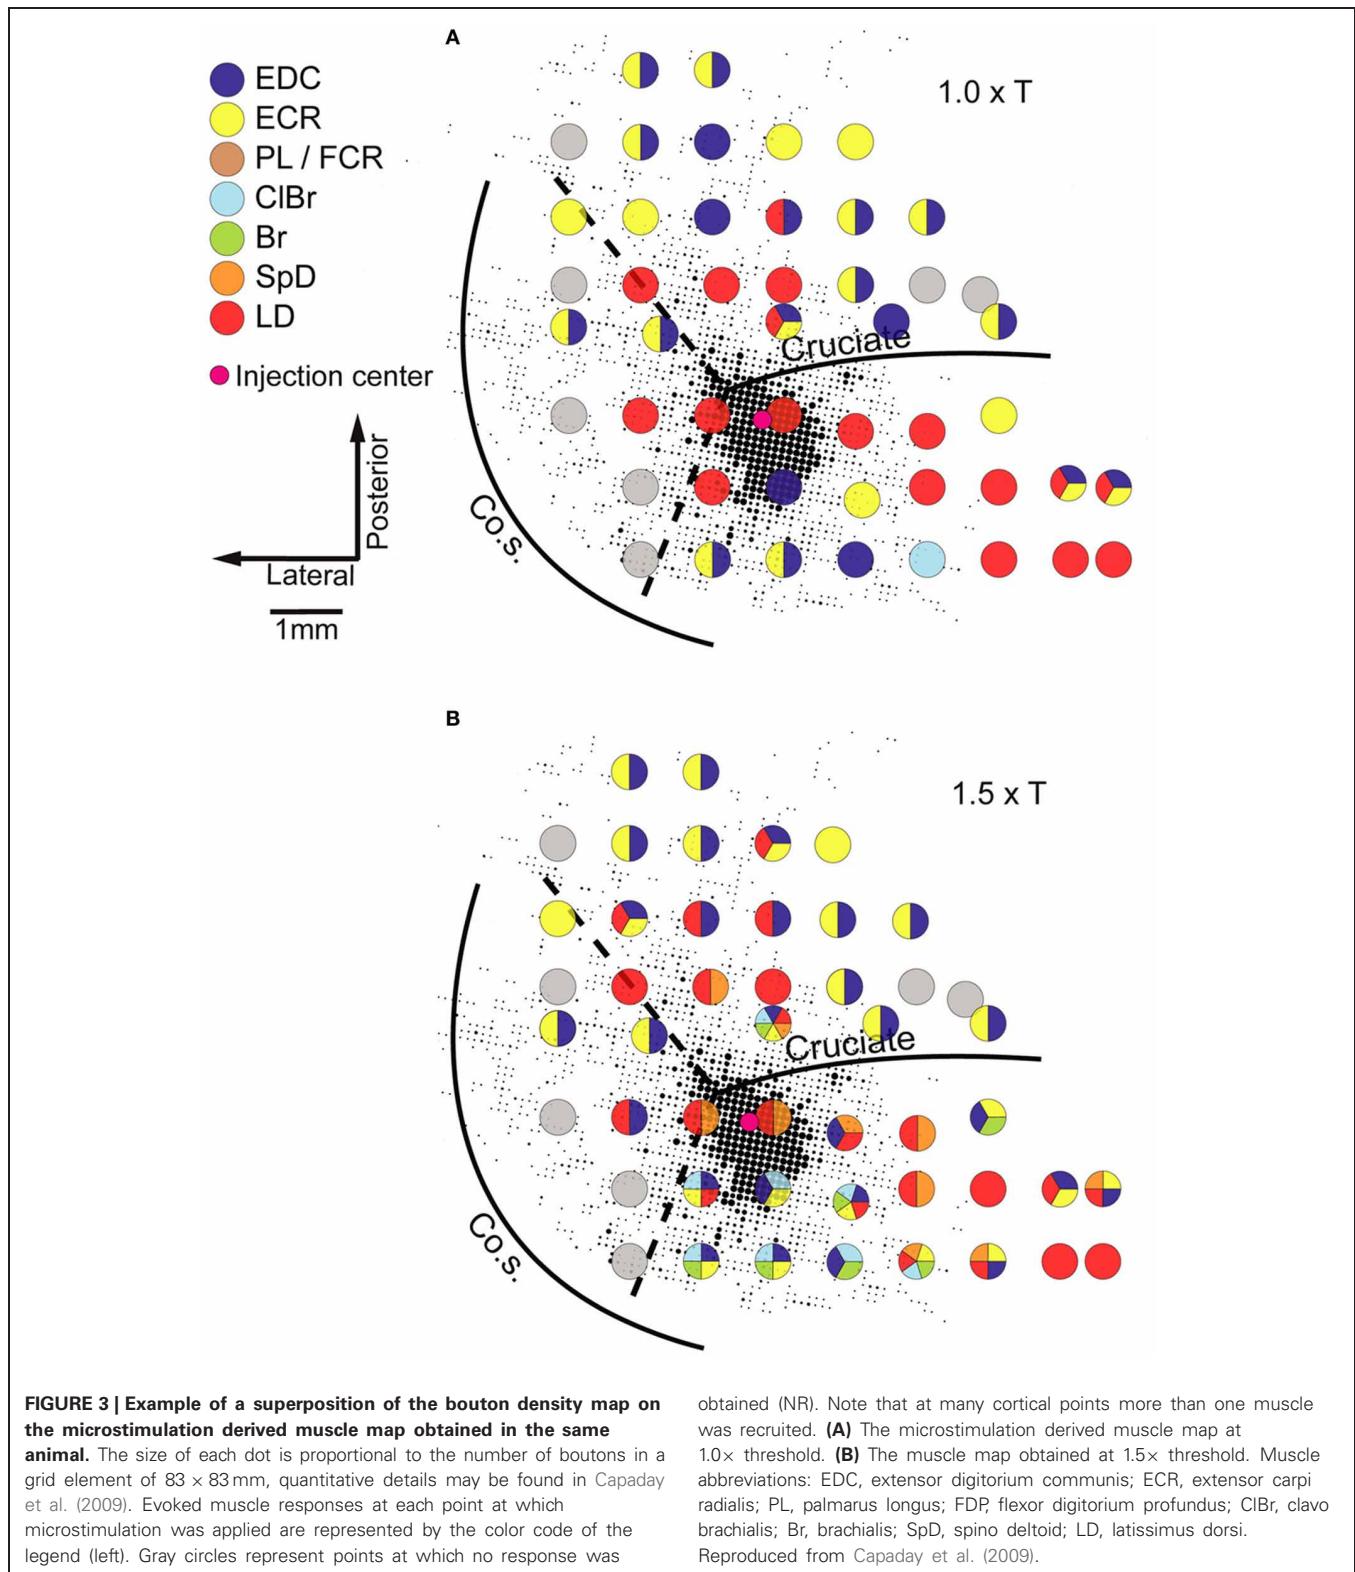 A
EDC
ECR
PL / FCR
ClBr
Br
SpD
LD
Injection center
1.0 x T
Cruciate
Co.s.
Posterior
Lateral
1mm
B
1.5 x T
Cruciate
Co.s.
FIGURE 3 | Example of a superposition of the bouton density map on
the microstimulation derived muscle map obtained in the same
animal. The size of each dot is proportional to the number of boutons in a
grid element of 83 × 83 mm, quantitative details may be found in Capaday
et al. (2009). Evoked muscle responses at each point at which
microstimulation was applied are represented by the color code of the
legend (left). Gray circles represent points at which no response was
obtained (NR). Note that at many cortical points more than one muscle
was recruited. (A) The microstimulation derived muscle map at
1.0× threshold. (B) The muscle map obtained at 1.5× threshold. Muscle
abbreviations: EDC, extensor digitorium communis; ECR, extensor carpi
radialis; PL, palmarus longus; FDP, flexor digitorium profundus; ClBr, clavo
brachialis; Br, brachialis; SpD, spino deltoid; LD, latissimus dorsi.
Reproduced from Capaday et al. (2009).